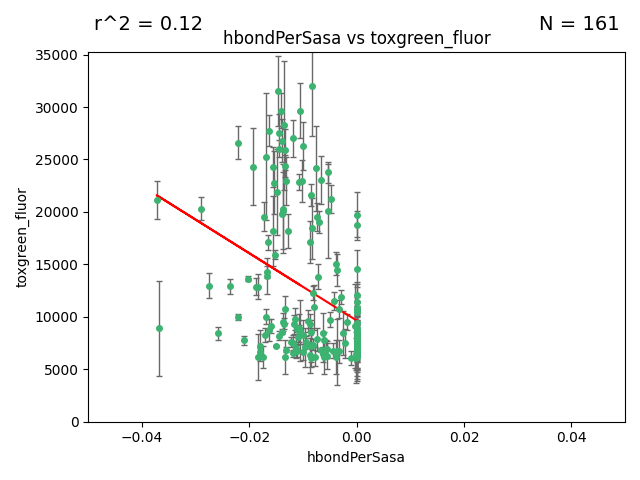 r^2 = 0.12
N = 161
hbondPerSasa vs toxgreen_fluor
35000
30000
25000
20000
15000
10000
5000
0
toxgreen_fluor
−0.04
−0.02
0.00
0.02
0.04
hbondPerSasa